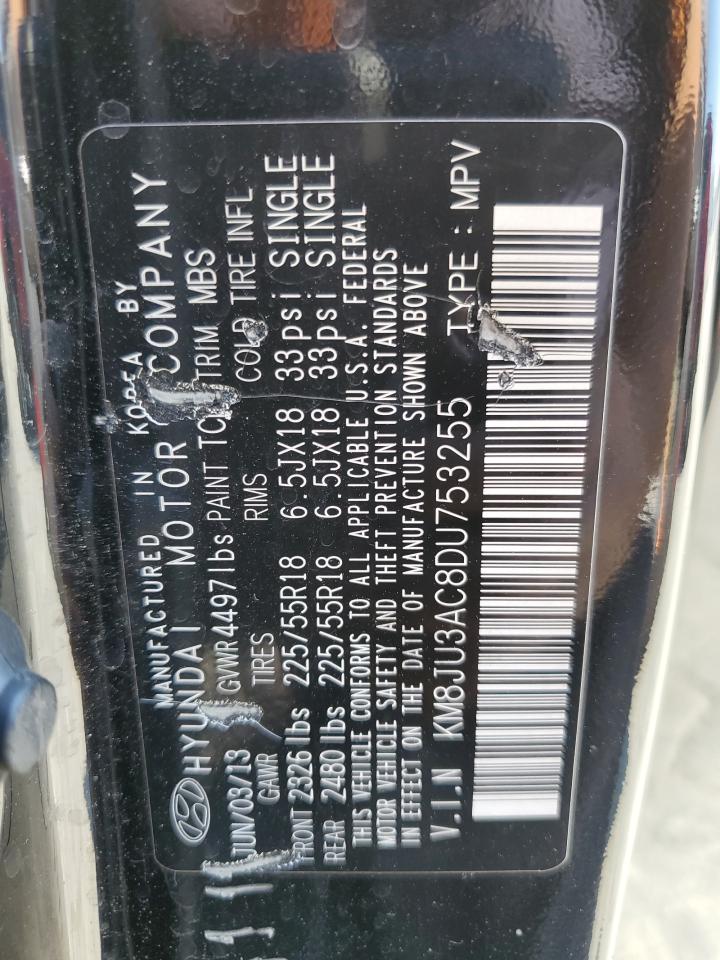 MANUFACTURED IN KOREA BY
HYUNDAI MOTOR COMPANY
JUN/03/13 GVWR 4497lbs PAINT TRIM MBS
GAWR TIRES RIMS COLD TIRE INFL
FRONT 2326 lbs 225/55R18 6.5JX18 33psi SINGLE
REAR 2480 lbs 225/55R18 6.5JX18 33psi SINGLE
THIS VEHICLE CONFORMS TO ALL APPLICABLE U.S.A. FEDERAL
MOTOR VEHICLE SAFETY AND THEFT PREVENTION STANDARDS
IN EFFECT ON THE DATE OF MANUFACTURE SHOWN ABOVE
V.I.N KM8JU3AC8DU753255 TYPE : MPV